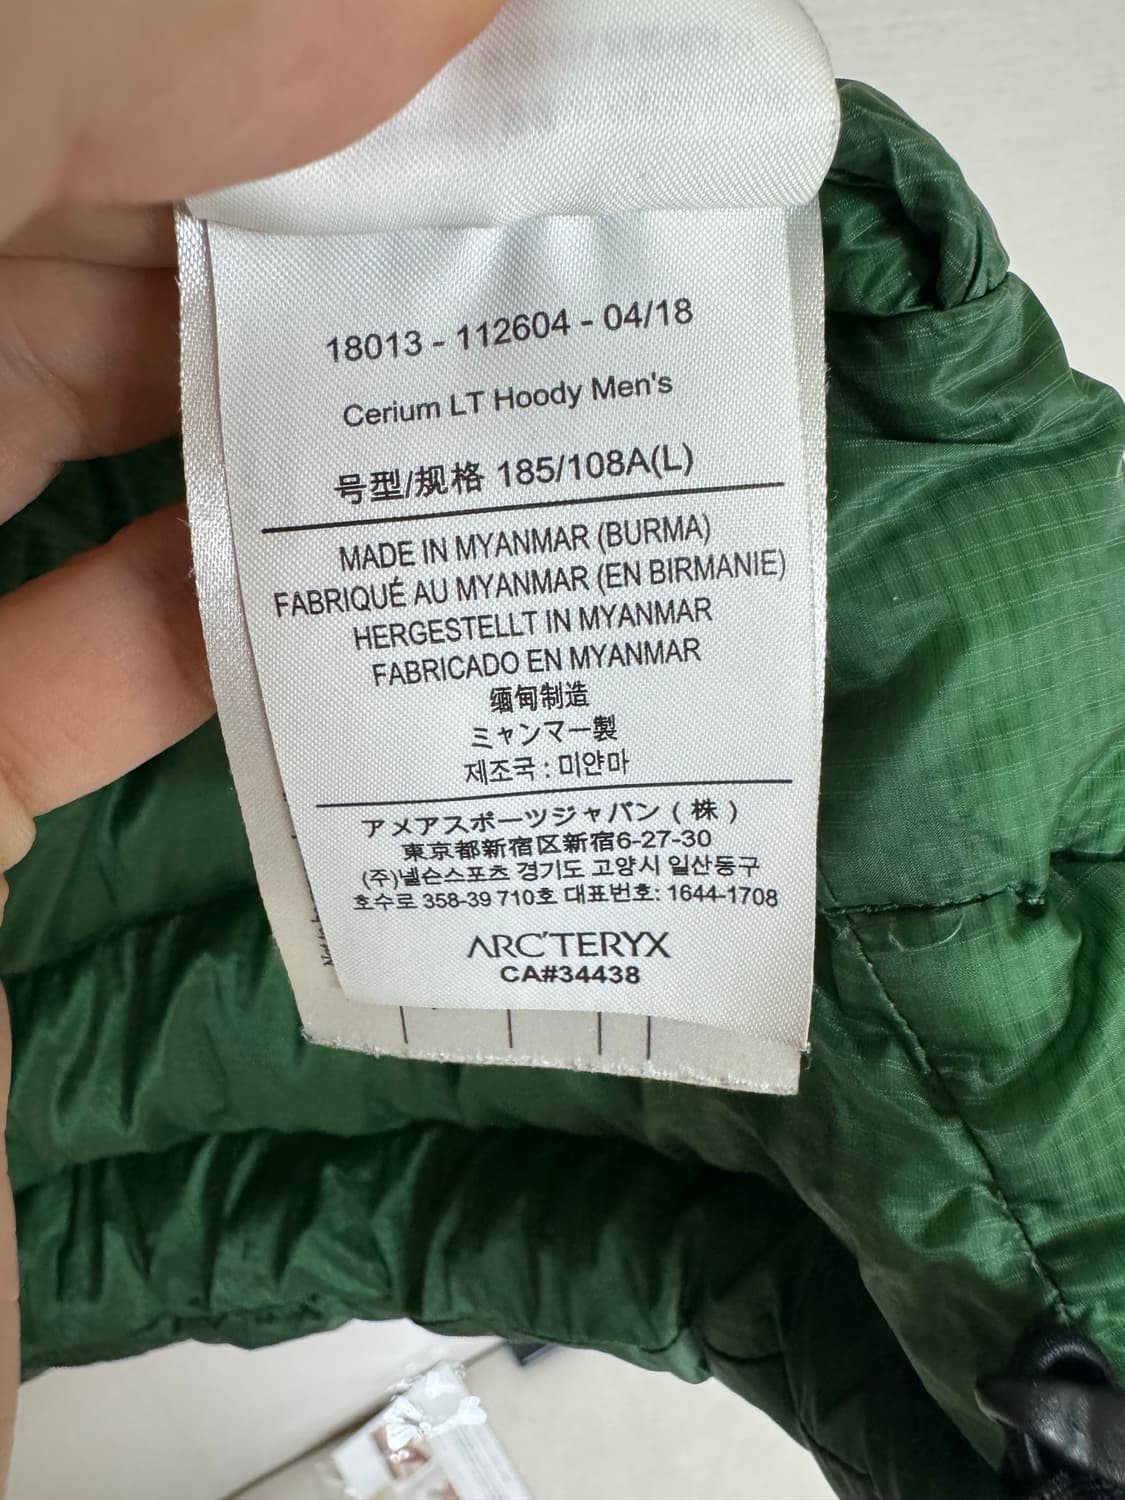 18013 - 112604 - 04/18
Cerium LT Hoody Men's
号型/规格 185/108A(L)
MADE IN MYANMAR (BURMA)
FABRIQUÉ AU MYANMAR (EN BIRMANIE)
HERGESTELLT IN MYANMAR
FABRICADO EN MYANMAR
缅甸制造
ミャンマー製
제조국 : 미얀마
アメアスポーツジャパン ( 株 )
東京都新宿区新宿6-27-30
(주)넬슨스포츠 경기도 고양시 일산동구
호수로 358-39 710호 대표번호: 1644-1708
ARC'TERYX
CA#34438